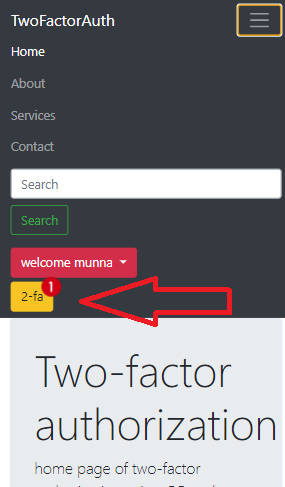 TwoFactorAuth
Home
About
Services
Contact
Search
Search
welcome munna
2-fa 1
Two-factor
authorization
home page of two-factor